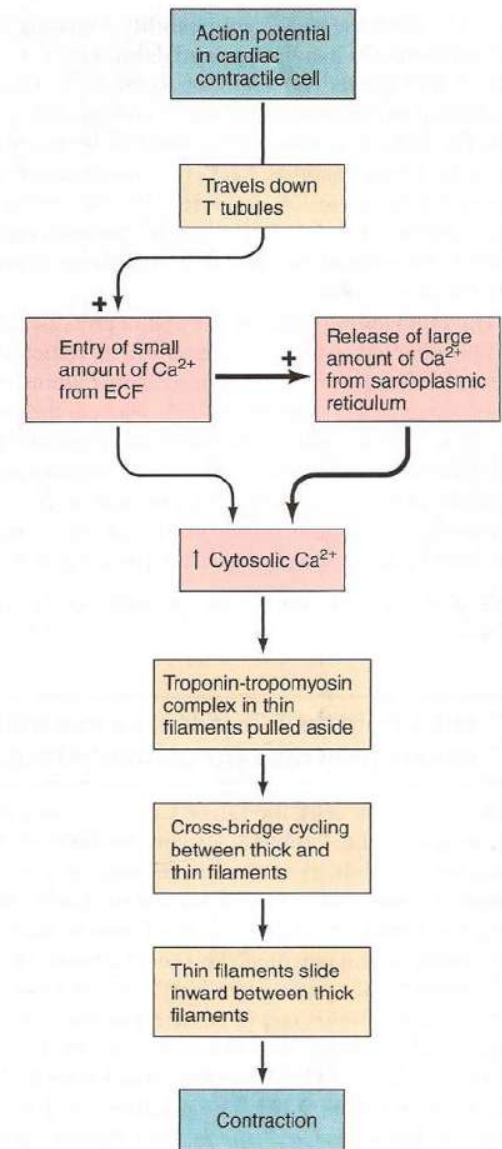 Action potential
in cardiac
contractile cell
Travels down
T tubules
+
Entry of small
amount of Ca²⁺
from ECF
+
Release of large
amount of Ca²⁺
from sarcoplasmic
reticulum
↑ Cytosolic Ca²⁺
Troponin-tropomyosin
complex in thin
filaments pulled aside
Cross-bridge cycling
between thick and
thin filaments
Thin filaments slide
inward between thick
filaments
Contraction